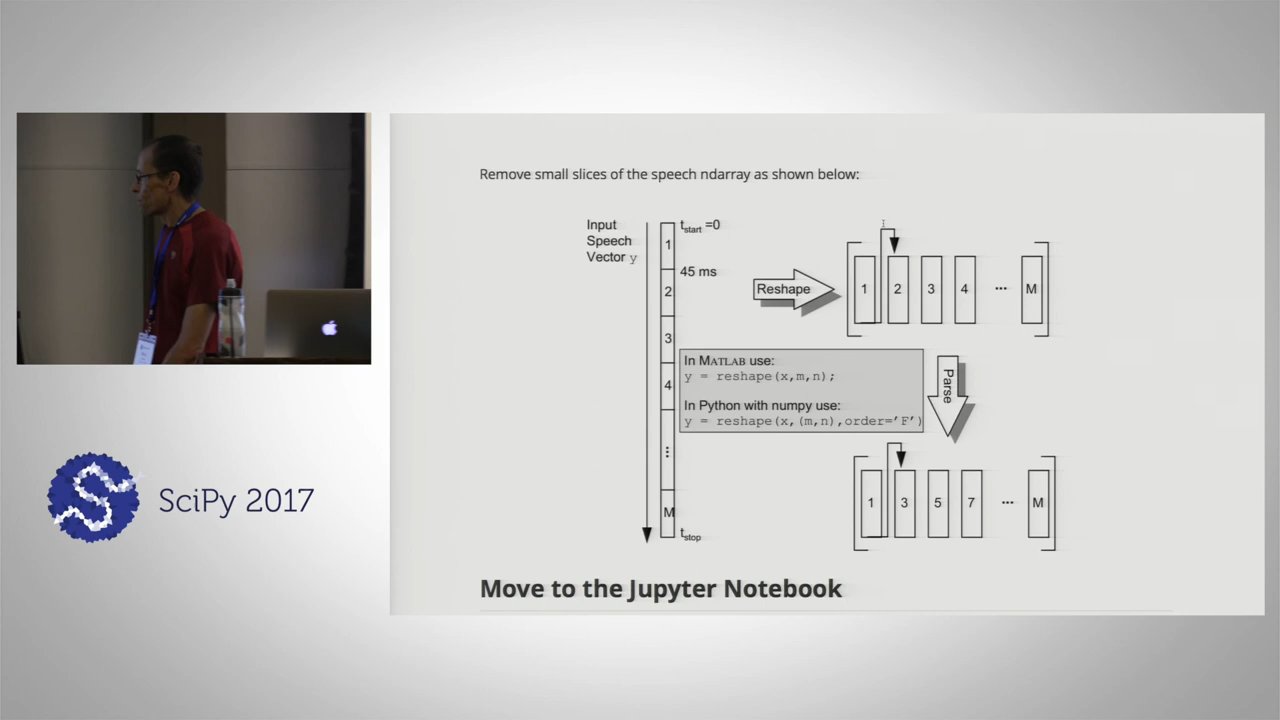 Remove small slices of the speech ndarray as shown below:
Input
Speech
Vector y
t_start =0
1
45 ms
2
3
4
⋮
M
t_stop
Reshape
1 2 3 4 ... M
In MATLAB use:
y = reshape(x,m,n);
In Python with numpy use:
y = reshape(x,(m,n),order='F')
Parse
1 3 5 7 ... M
Move to the Jupyter Notebook
SciPy 2017